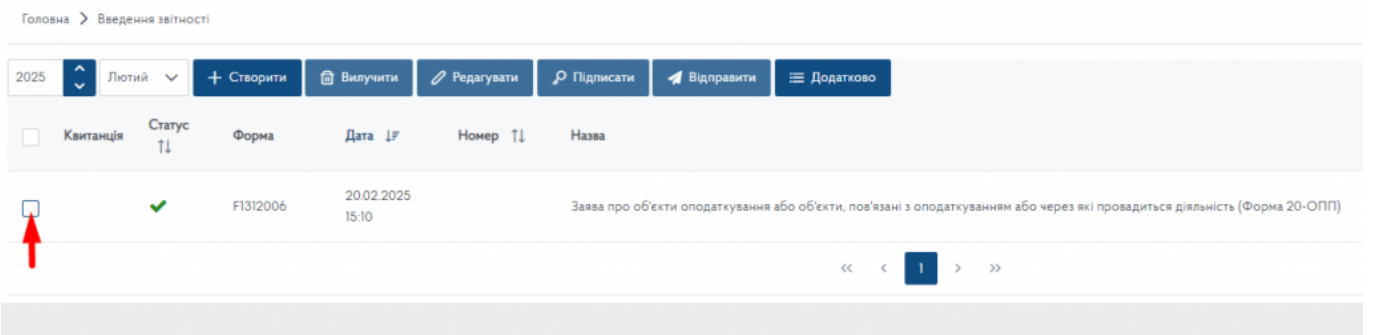 Головна > Введення звітності
2025 Лютий + Створити Вилучити Редагувати Підписати Відправити Додатково
Квитанція Статус Форма Дата Номер Назва
F1312006 20.02.2025 15:10 Заява про об'єкти оподаткування або об'єкти, пов'язані з оподаткуванням або через які провадиться діяльність (Форма 20-ОПП)
<< < 1 > >>